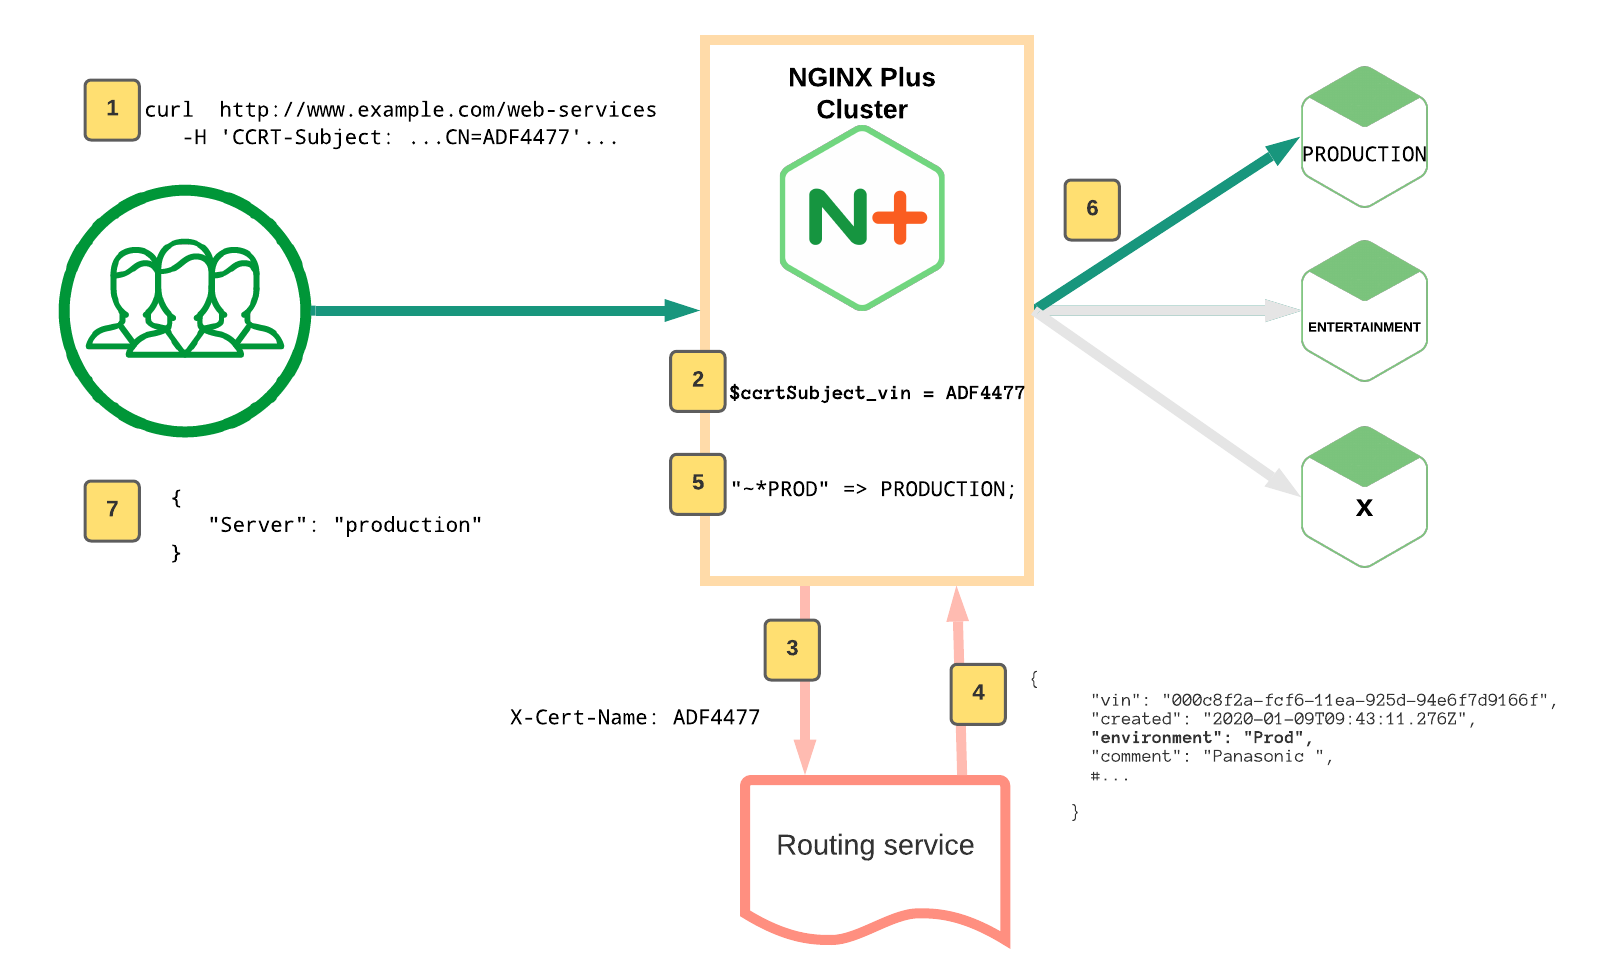 1
curl http://www.example.com/web-services
-H 'CCRT-Subject: ...CN=ADF4477'...
NGINX Plus
Cluster
N+
2
$ccrtSubject_vin = ADF4477
5
"~*PROD" => PRODUCTION;
6
PRODUCTION
ENTERTAINMENT
X
7
{
"Server": "production"
}
3
X-Cert-Name: ADF4477
4
{
"vin": "000c8f2a-fcf6-11ea-925d-94e6f7d9166f",
"created": "2020-01-09T09:43:11.276Z",
"environment": "Prod",
"comment": "Panasonic ",
#...
}
Routing service